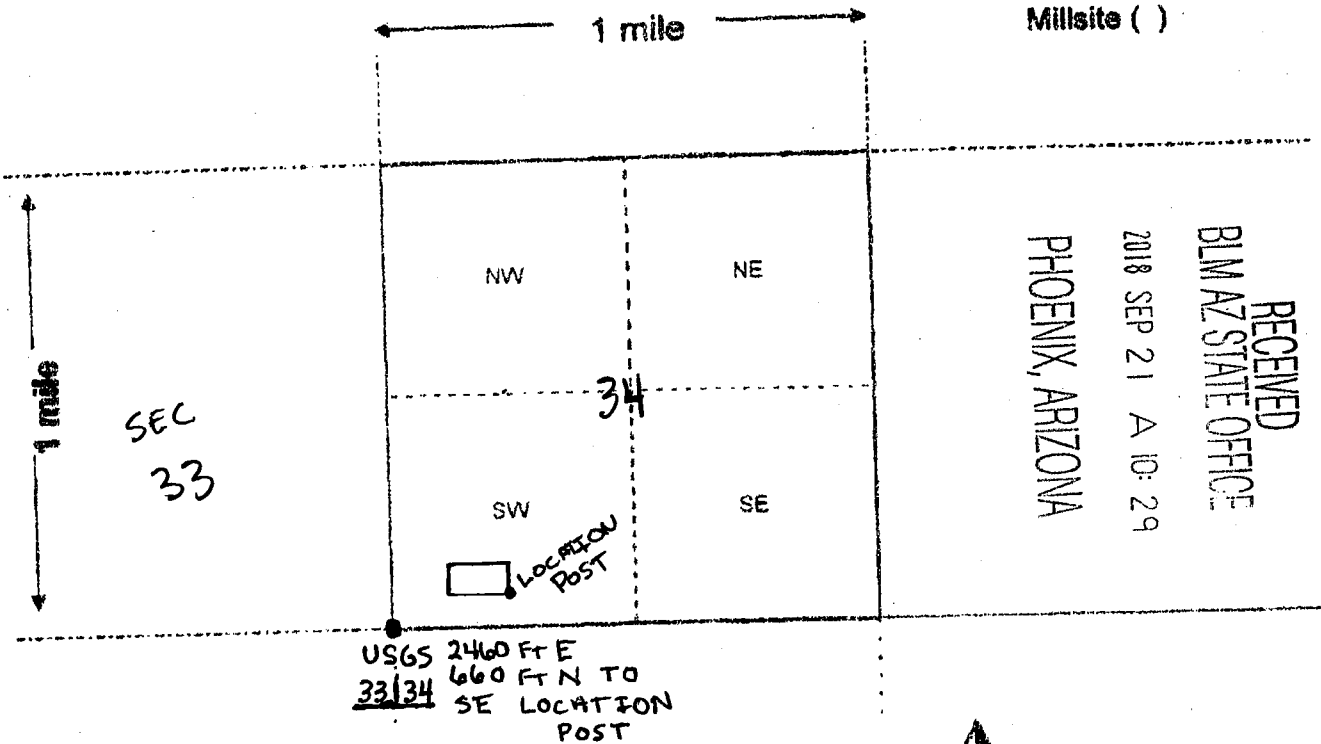 1 mile
Millsite ( )
NW
NE
1 mile
SEC
33
34
SW
SE
LOCATION
POST
USGS 2460 FT E
33|34 660 FT N TO
SE LOCATION
POST
RECEIVED
BLM AZ STATE OFFICE
2018 SEP 21 A 10: 29
PHOENIX, ARIZONA